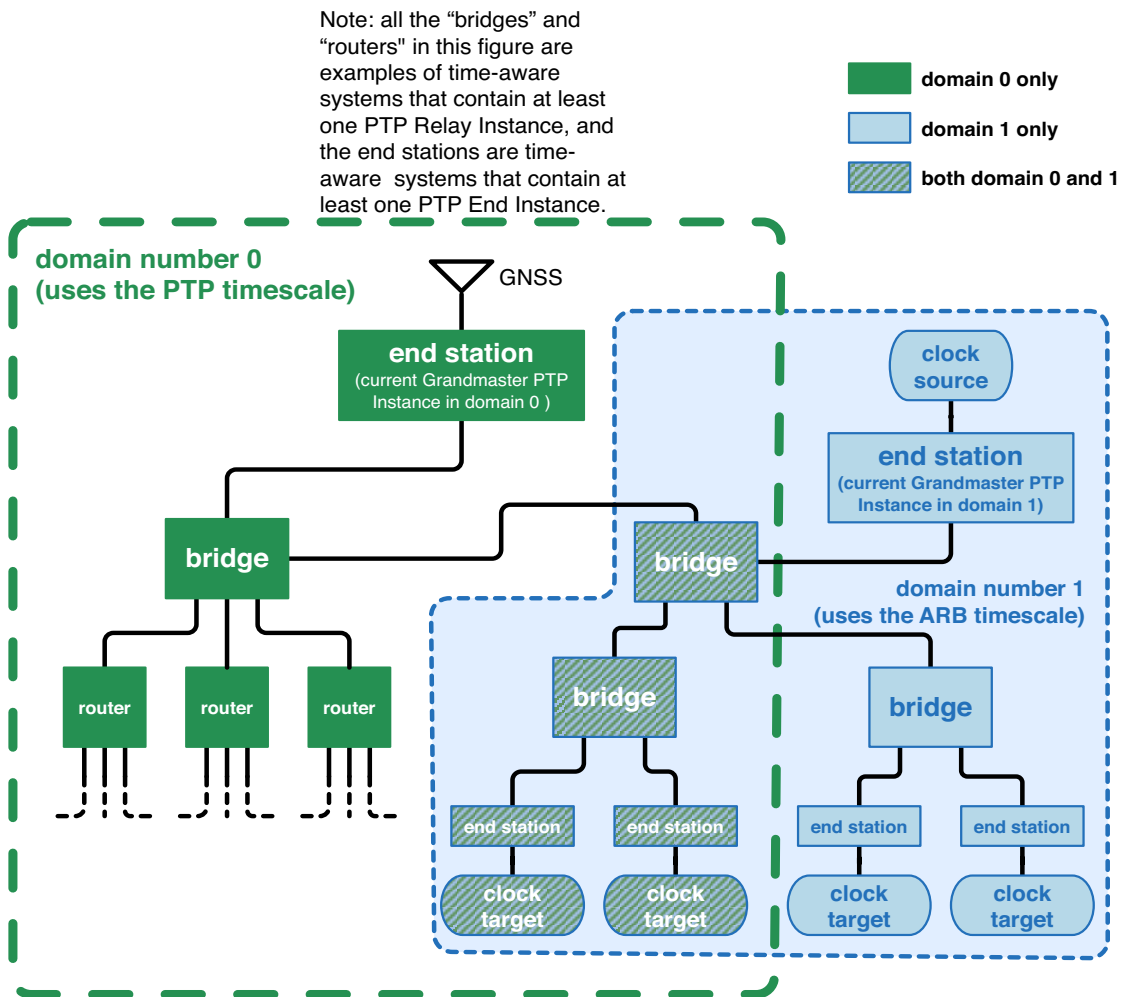 Note: all the “bridges” and
“routers" in this figure are
examples of time-aware
systems that contain at least
one PTP Relay Instance, and
the end stations are time-
aware systems that contain at
least one PTP End Instance.
domain 0 only
domain 1 only
both domain 0 and 1
domain number 0
(uses the PTP timescale)
GNSS
end station
(current Grandmaster PTP
Instance in domain 0 )
clock
source
end station
(current Grandmaster PTP
Instance in domain 1)
bridge
bridge
domain number 1
(uses the ARB timescale)
router
router
router
bridge
bridge
end station
end station
end station
end station
clock
target
clock
target
clock
target
clock
target